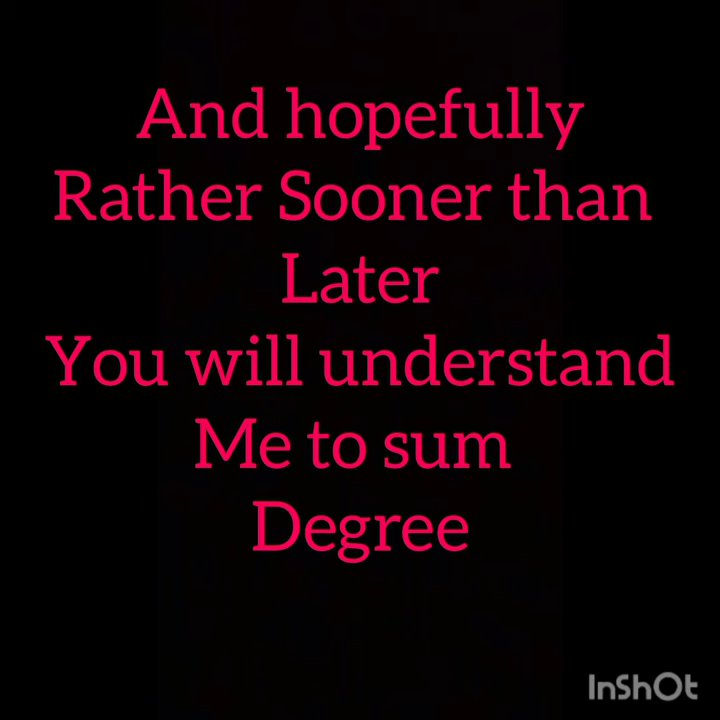 And hopefully
Rather Sooner than
Later
You will understand
Me to sum
Degree
InShOt